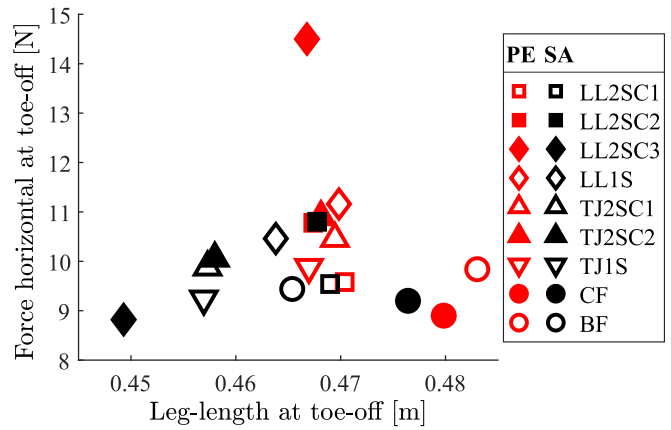 15
14
13
12
11
10
9
8
Force horizontal at toe-off [N]
0.45 0.46 0.47 0.48
Leg-length at toe-off [m]
PE SA
LL2SC1
LL2SC2
LL2SC3
LL1S
TJ2SC1
TJ2SC2
TJ1S
CF
BF